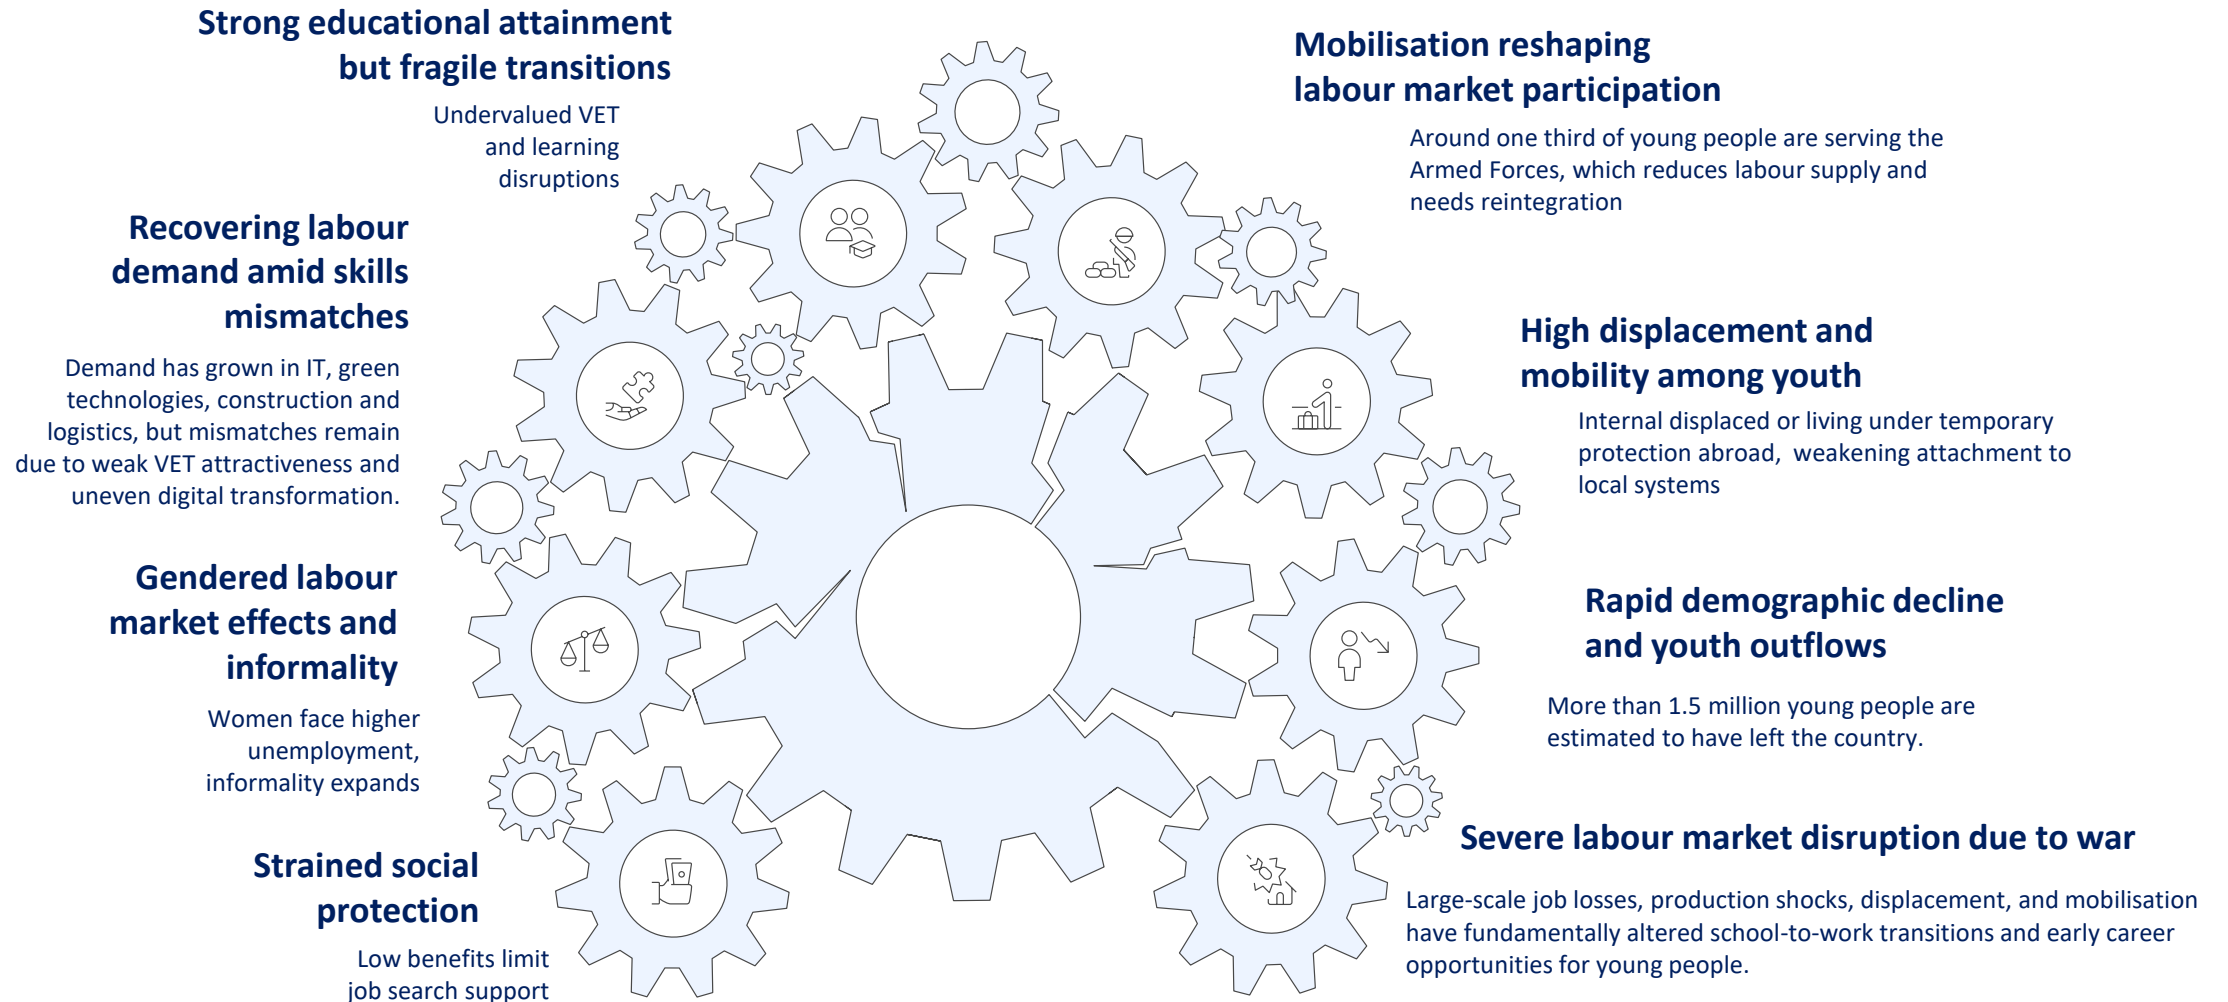 Strong educational attainment
but fragile transitions
Undervalued VET
and learning
disruptions
Recovering labour
demand amid skills
mismatches
Demand has grown in IT, green
technologies, construction and
logistics, but mismatches remain
due to weak VET attractiveness and
uneven digital transformation.
Gendered labour
market effects and
informality
Women face higher
unemployment,
informality expands
Strained social
protection
Low benefits limit
job search support
Mobilisation reshaping
labour market participation
Around one third of young people are serving the
Armed Forces, which reduces labour supply and
needs reintegration
High displacement and
mobility among youth
Internal displaced or living under temporary
protection abroad,  weakening attachment to
local systems
Rapid demographic decline
and youth outflows
More than 1.5 million young people are
estimated to have left the country.
Severe labour market disruption due to war
Large-scale job losses, production shocks, displacement, and mobilisation
have fundamentally altered school-to-work transitions and early career
opportunities for young people.